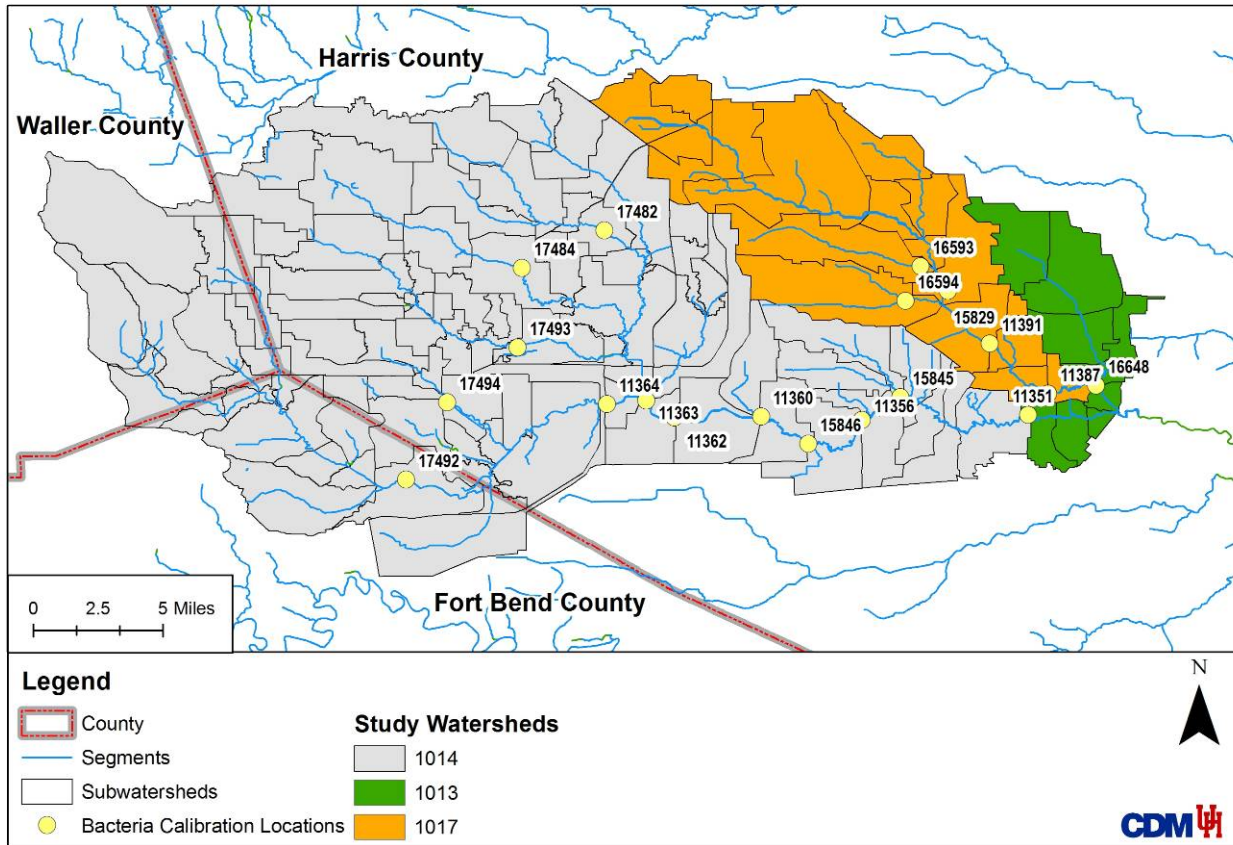 Harris County
Waller County
17482
17484
16593
16594
17493
15829
11391
17494
11364
15845
11387
16648
11363
11360
11356
11351
15846
11362
17492
0 2.5 5 Miles
Fort Bend County
N
Legend
County
Segments
Subwatersheds
Bacteria Calibration Locations
Study Watersheds
1014
1013
1017
CDM UH